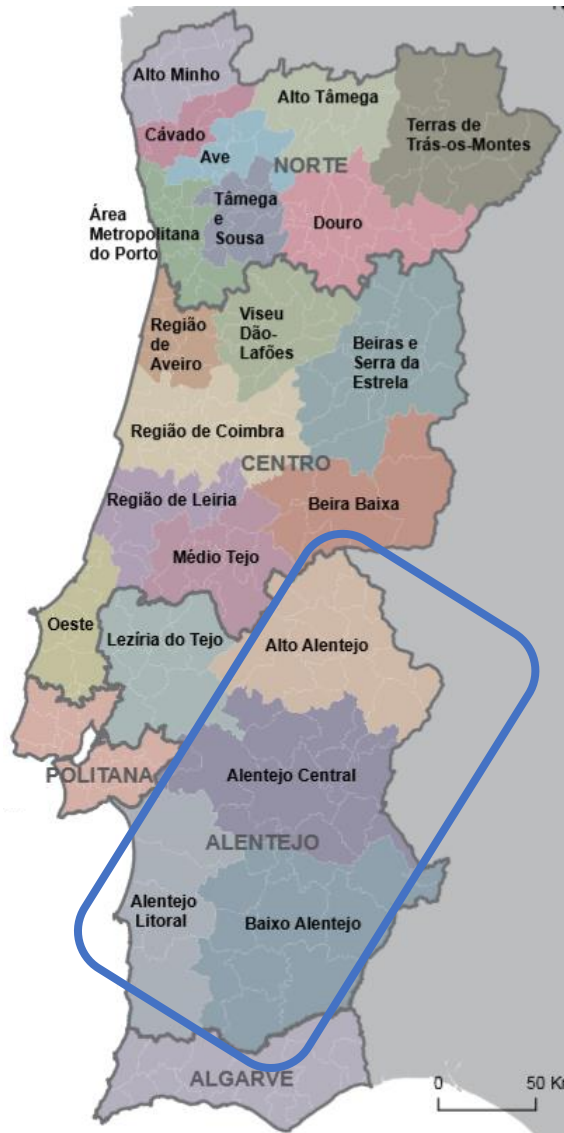 Alto Minho
Alto Tâmega
Cávado
Terras de
Trás-os-Montes
Ave
NORTE
Tâmega
e
Sousa
Área
Metropolitana
do Porto
Douro
Região
de
Aveiro
Viseu
Dão-
Lafões
Beiras e
Serra da
Estrela
Região de Coimbra
CENTRO
Região de Leiria
Beira Baixa
Médio Tejo
Oeste
Lezíria do Tejo
Alto Alentejo
POLITANA
Alentejo Central
ALENTEJO
Alentejo
Litoral
Baixo Alentejo
ALGARVE
0 50 K